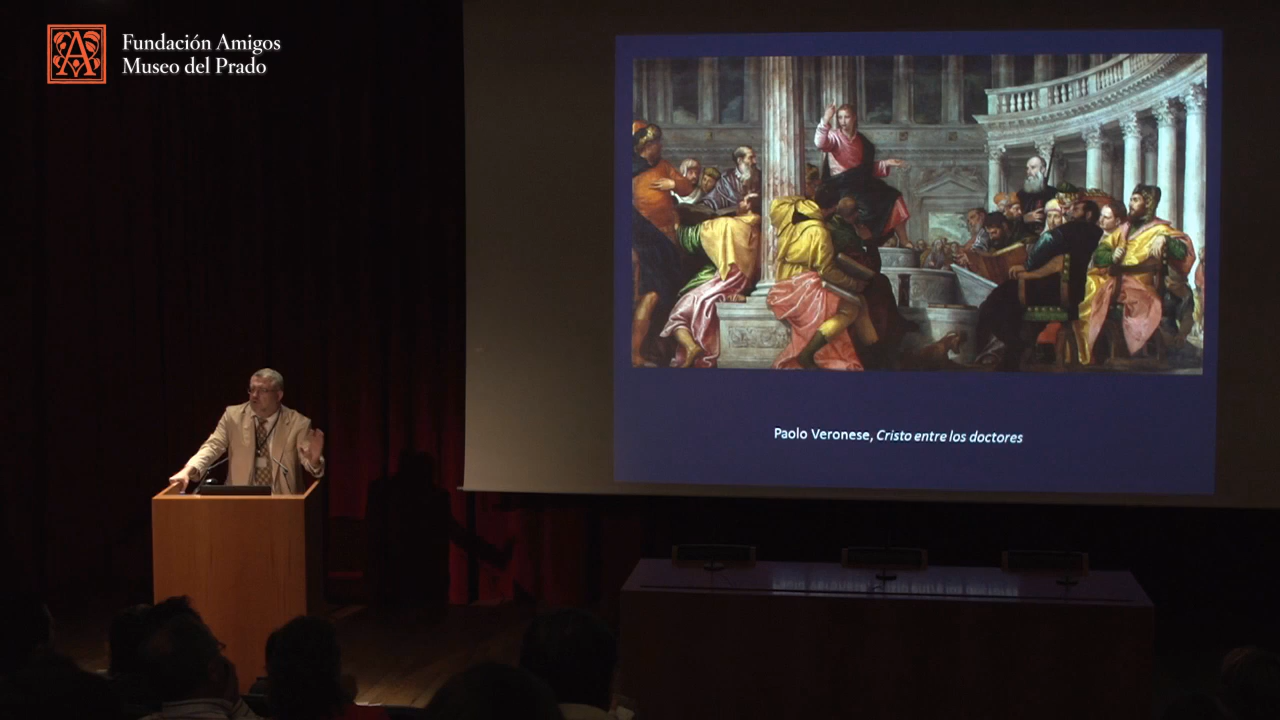 Fundación Amigos
Museo del Prado
Paolo Veronese, Cristo entre los doctores